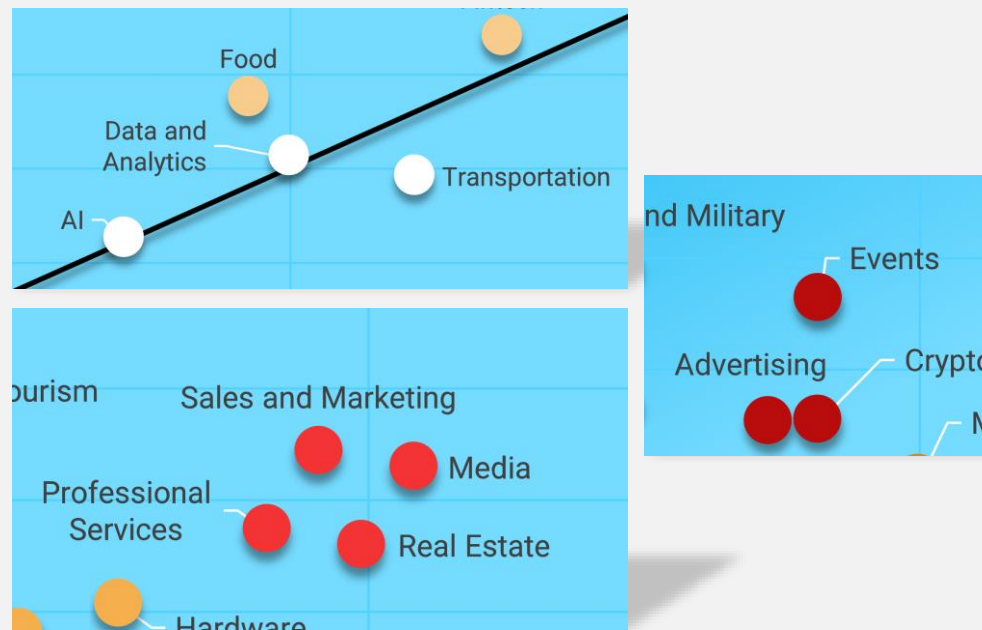 Food
Data and
Analytics
Transportation
AI
nd Military
Events
Advertising
Crypto
ourism
Sales and Marketing
Media
Professional
Services
Real Estate
Hardware